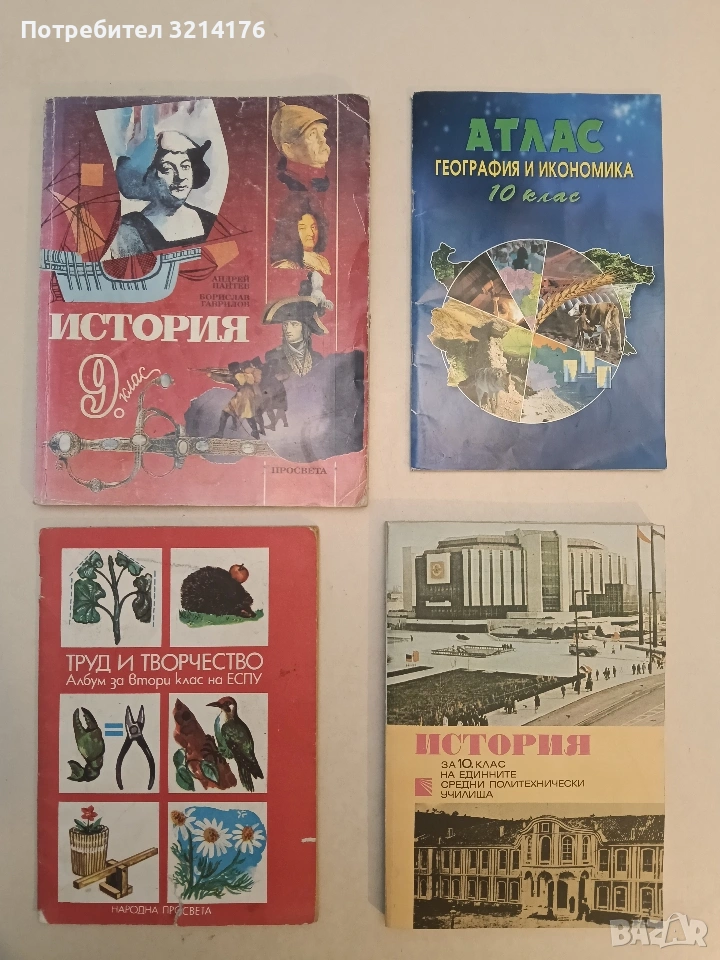 Потребител 3214176
АНДРЕЙ
ПАНТЕВ
БОРИСЛАВ
ГАВРИЛОВ
ИСТОРИЯ
9. клас
ПРОСВЕТА
АТЛАС
ГЕОГРАФИЯ И ИКОНОМИКА
10 клас
ТРУД И ТВОРЧЕСТВО
Албум за втори клас на ЕСПУ
НАРОДНА ПРОСВЕТА
ИСТОРИЯ
ЗА 10. КЛАС
НА ЕДИННИТЕ
СРЕДНИ ПОЛИТЕХНИЧЕСКИ
УЧИЛИЩА
BAZAR